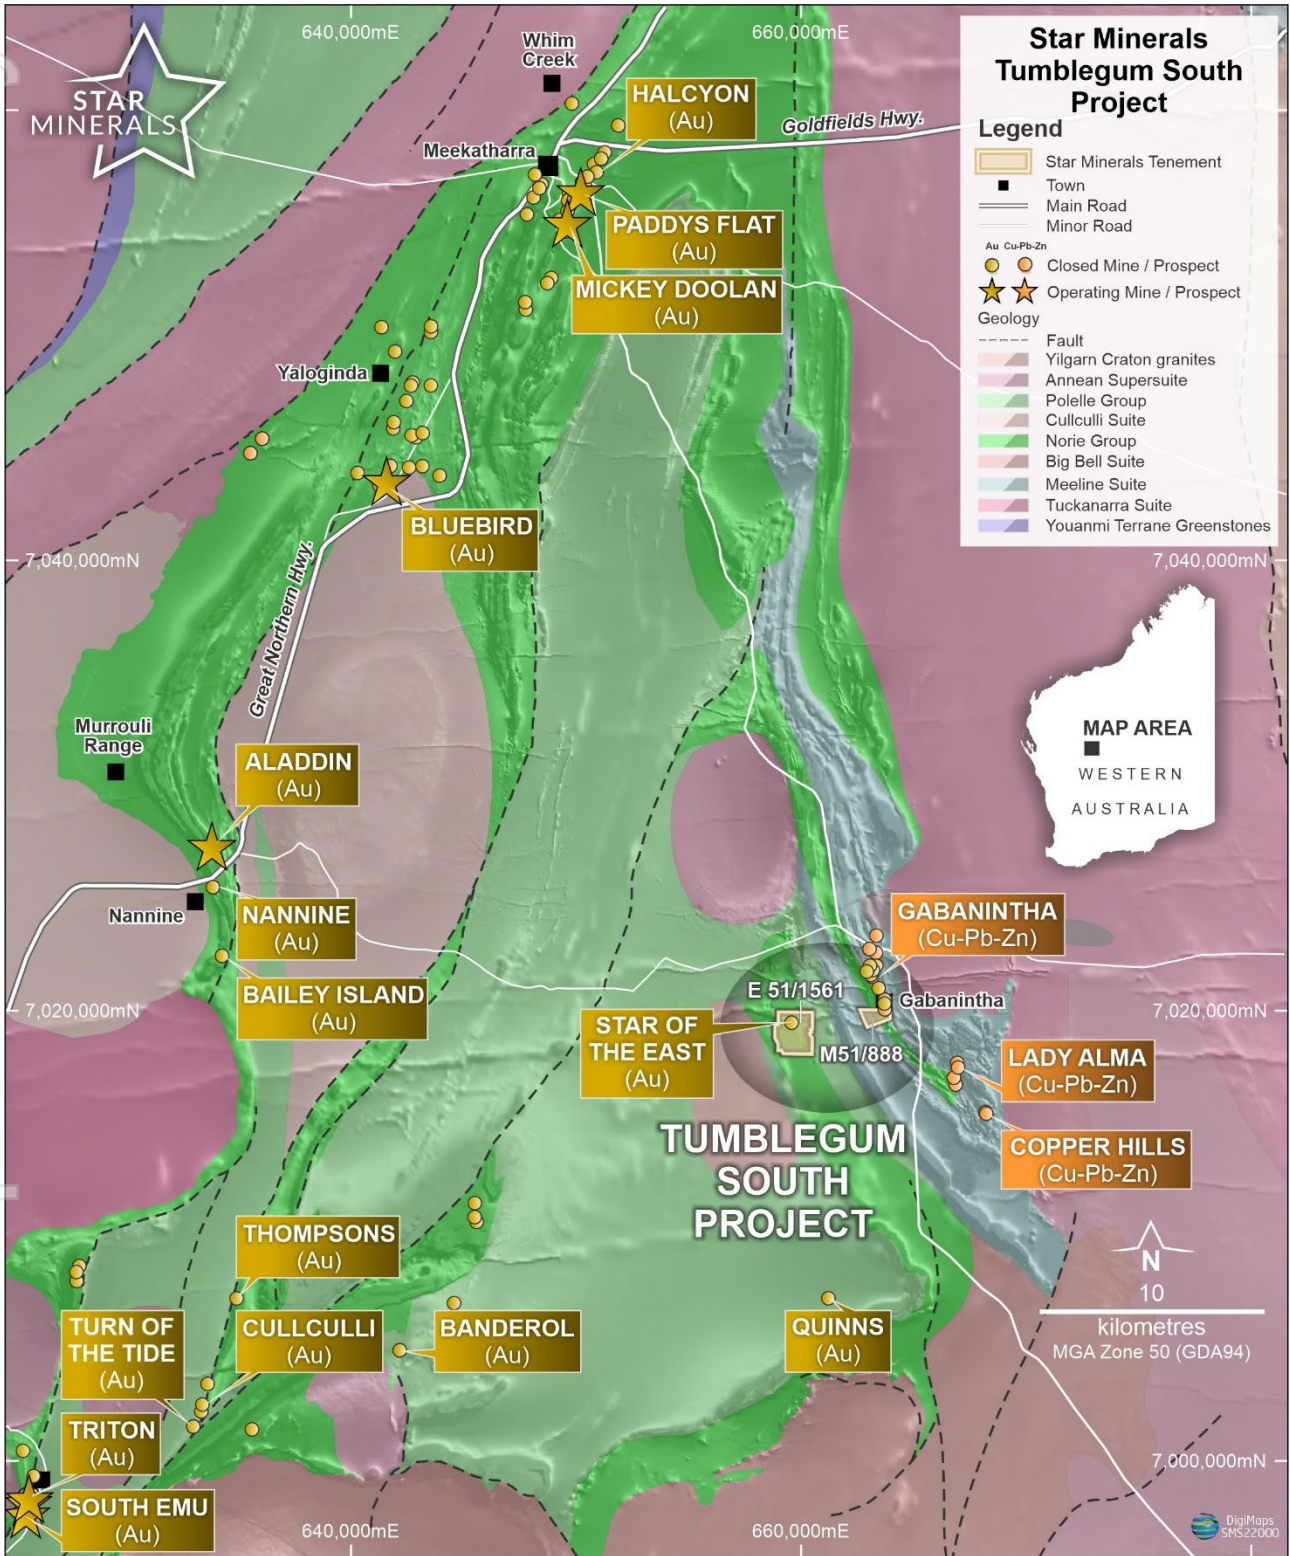 640,000mE
660,000mE
STAR
MINERALS
Whim
Creek
HALCYON
(Au)
Goldfields Hwy.
Meekatharra
PADDYS FLAT
(Au)
MICKEY DOOLAN
(Au)
Star Minerals
Tumblegum South
Project
Legend
Star Minerals Tenement
Town
Main Road
Minor Road
Au Cu-Pb-Zn
Closed Mine / Prospect
Operating Mine / Prospect
Geology
Fault
Yilgarn Craton granites
Annean Supersuite
Polelle Group
Cullculli Suite
Norie Group
Big Bell Suite
Meeline Suite
Tuckanarra Suite
Youanmi Terrane Greenstones
Yaloginda
BLUEBIRD
(Au)
7,040,000mN
7,040,000mN
Great Northern Hwy.
Murrouli
Range
ALADDIN
(Au)
MAP AREA
WESTERN
AUSTRALIA
Nannine
NANNINE
(Au)
BAILEY ISLAND
(Au)
GABANINTHA
(Cu-Pb-Zn)
7,020,000mN
E 51/1561
Gabanintha
7,020,000mN
STAR OF
THE EAST
(Au)
M51/888
LADY ALMA
(Cu-Pb-Zn)
COPPER HILLS
(Cu-Pb-Zn)
TUMBLEGUM
SOUTH
PROJECT
THOMPSONS
(Au)
N
10
kilometres
MGA Zone 50 (GDA94)
TURN OF
THE TIDE
(Au)
CULLCULLI
(Au)
BANDEROL
(Au)
QUINNS
(Au)
TRITON
(Au)
7,000,000mN
SOUTH EMU
(Au)
640,000mE
660,000mE
DigiMaps
SMS22000